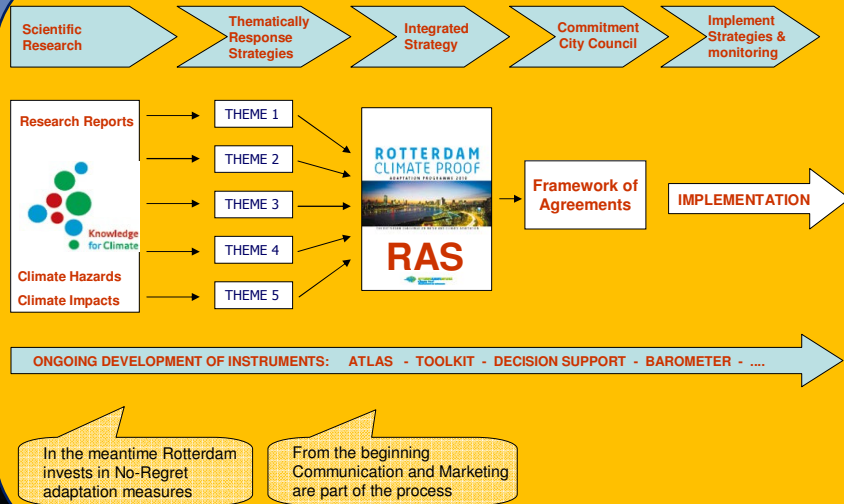 Scientific
Research
Thematically
Response
Strategies
Integrated
Strategy
Commitment
City Council
Implement
Strategies &
monitoring
Research Reports
Knowledge
for Climate
Climate Hazards
Climate Impacts
THEME 1
THEME 2
THEME 3
THEME 4
THEME 5
ROTTERDAM
CLIMATE PROOF
ADAPTATION PROGRAMME 2010
RAS
Framework of
Agreements
IMPLEMENTATION
ONGOING DEVELOPMENT OF INSTRUMENTS: ATLAS - TOOLKIT - DECISION SUPPORT - BAROMETER - ....
In the meantime Rotterdam
invests in No-Regret
adaptation measures
From the beginning
Communication and Marketing
are part of the process